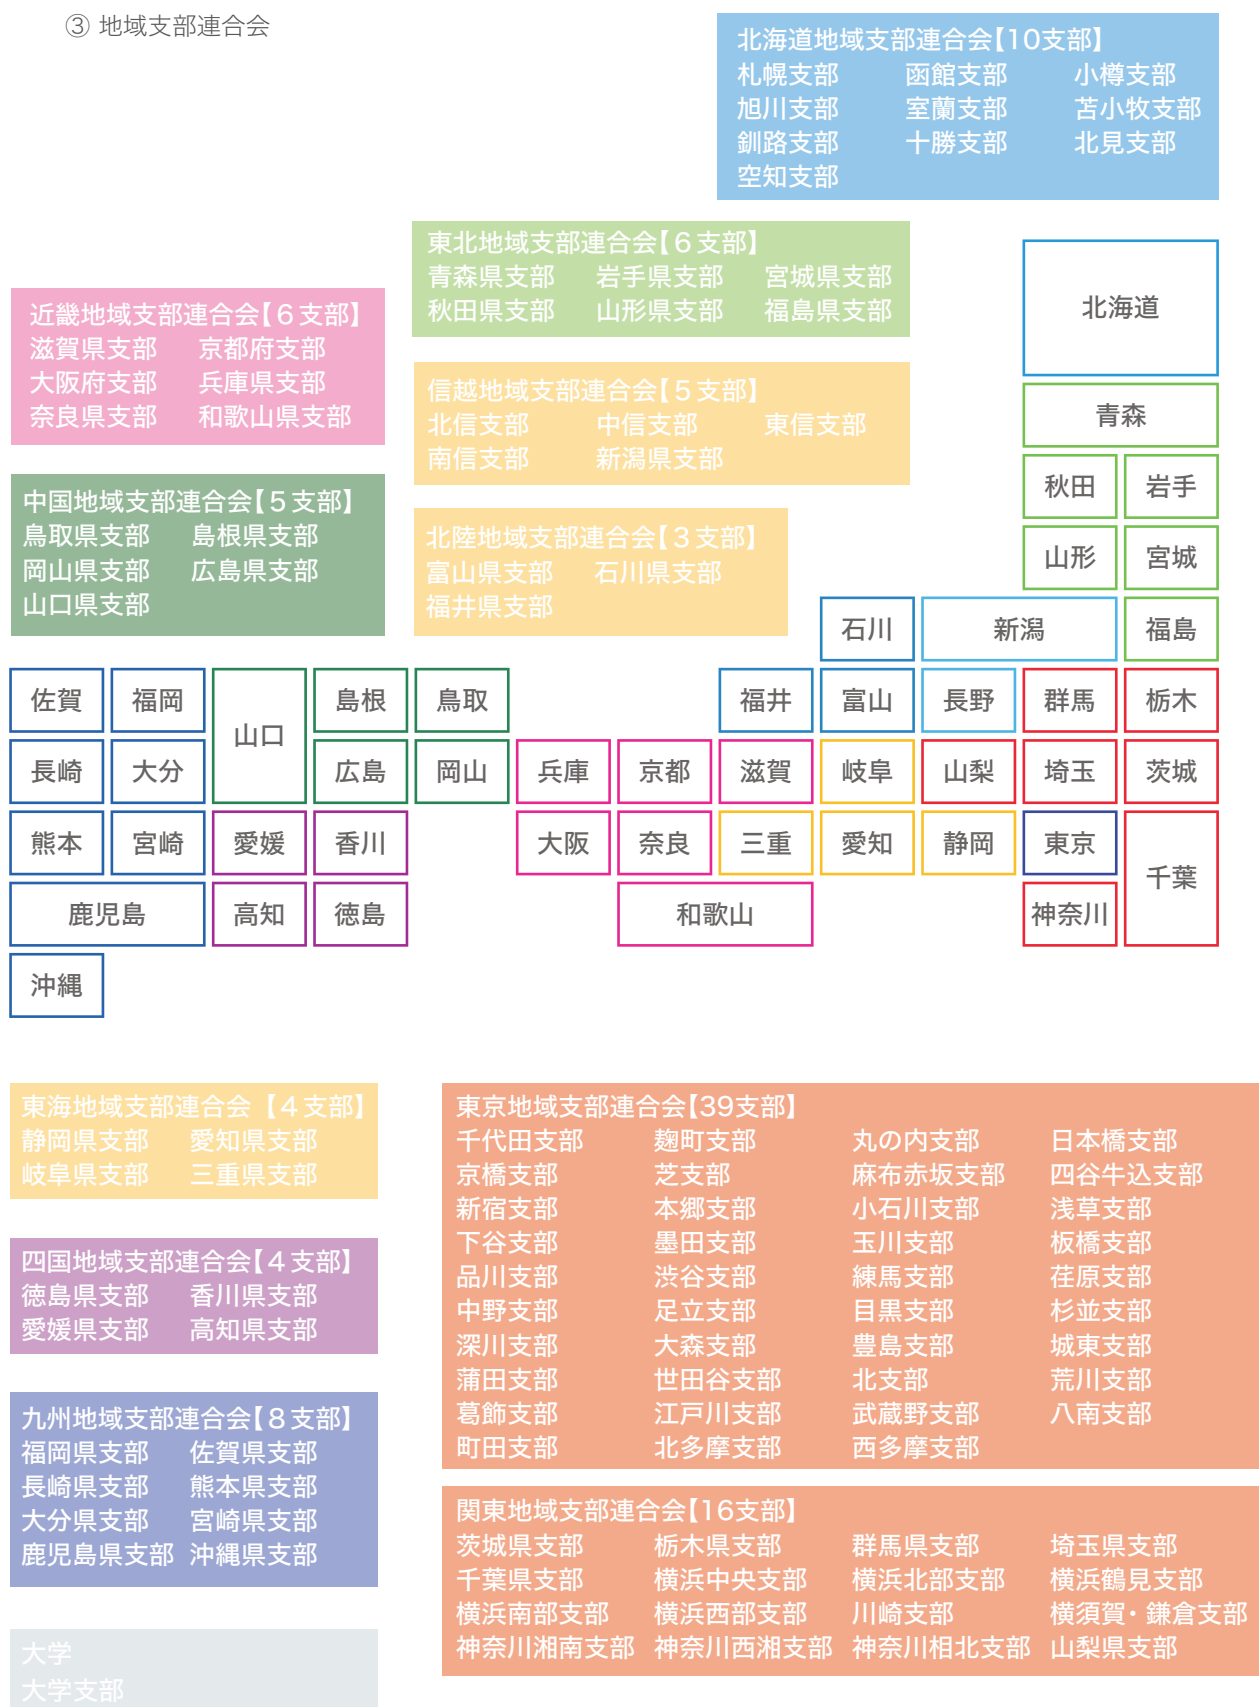 ③ 地域支部連合会
北海道地域支部連合会【10支部】
札幌支部 函館支部 小樽支部
旭川支部 室蘭支部 苫小牧支部
釧路支部 十勝支部 北見支部
空知支部
東北地域支部連合会【６支部】
青森県支部 岩手県支部 宮城県支部
秋田県支部 山形県支部 福島県支部
近畿地域支部連合会【６支部】
滋賀県支部 京都府支部
大阪府支部 兵庫県支部
奈良県支部 和歌山県支部
信越地域支部連合会【５支部】
北信支部 中信支部 東信支部
南信支部 新潟県支部
中国地域支部連合会【５支部】
鳥取県支部 島根県支部
岡山県支部 広島県支部
山口県支部
北陸地域支部連合会【３支部】
富山県支部 石川県支部
福井県支部
北海道
青森
秋田 岩手
山形 宮城
石川 新潟 福島
佐賀 福岡 山口 島根 鳥取 福井 富山 長野 群馬 栃木
長崎 大分 広島 岡山 兵庫 京都 滋賀 岐阜 山梨 埼玉 茨城
熊本 宮崎 愛媛 香川 大阪 奈良 三重 愛知 静岡 東京 千葉
鹿児島 高知 徳島 和歌山 神奈川
沖縄
東海地域支部連合会【４支部】
静岡県支部 愛知県支部
岐阜県支部 三重県支部
四国地域支部連合会【４支部】
徳島県支部 香川県支部
愛媛県支部 高知県支部
九州地域支部連合会【８支部】
福岡県支部 佐賀県支部
長崎県支部 熊本県支部
大分県支部 宮崎県支部
鹿児島県支部 沖縄県支部
大学
大学支部
東京地域支部連合会【39支部】
千代田支部 麹町支部 丸の内支部 日本橋支部
京橋支部 芝支部 麻布赤坂支部 四谷牛込支部
新宿支部 本郷支部 小石川支部 浅草支部
下谷支部 墨田支部 玉川支部 板橋支部
品川支部 渋谷支部 練馬支部 荏原支部
中野支部 足立支部 目黒支部 杉並支部
深川支部 大森支部 豊島支部 城東支部
蒲田支部 世田谷支部 北支部 荒川支部
葛飾支部 江戸川支部 武蔵野支部 八南支部
町田支部 北多摩支部 西多摩支部
関東地域支部連合会【16支部】
茨城県支部 栃木県支部 群馬県支部 埼玉県支部
千葉県支部 横浜中央支部 横浜北部支部 横浜鶴見支部
横浜南部支部 横浜西部支部 川崎支部 横須賀・鎌倉支部
神奈川湘南支部 神奈川西湘支部 神奈川相北支部 山梨県支部